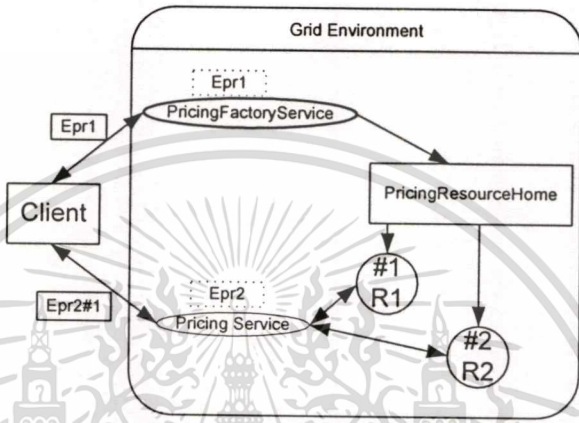 Grid Environment
Epr1
PricingFactoryService
Epr1
Client
PricingResourceHome
#1
R1
Epr2
Epr2#1
Pricing Service
#2
R2